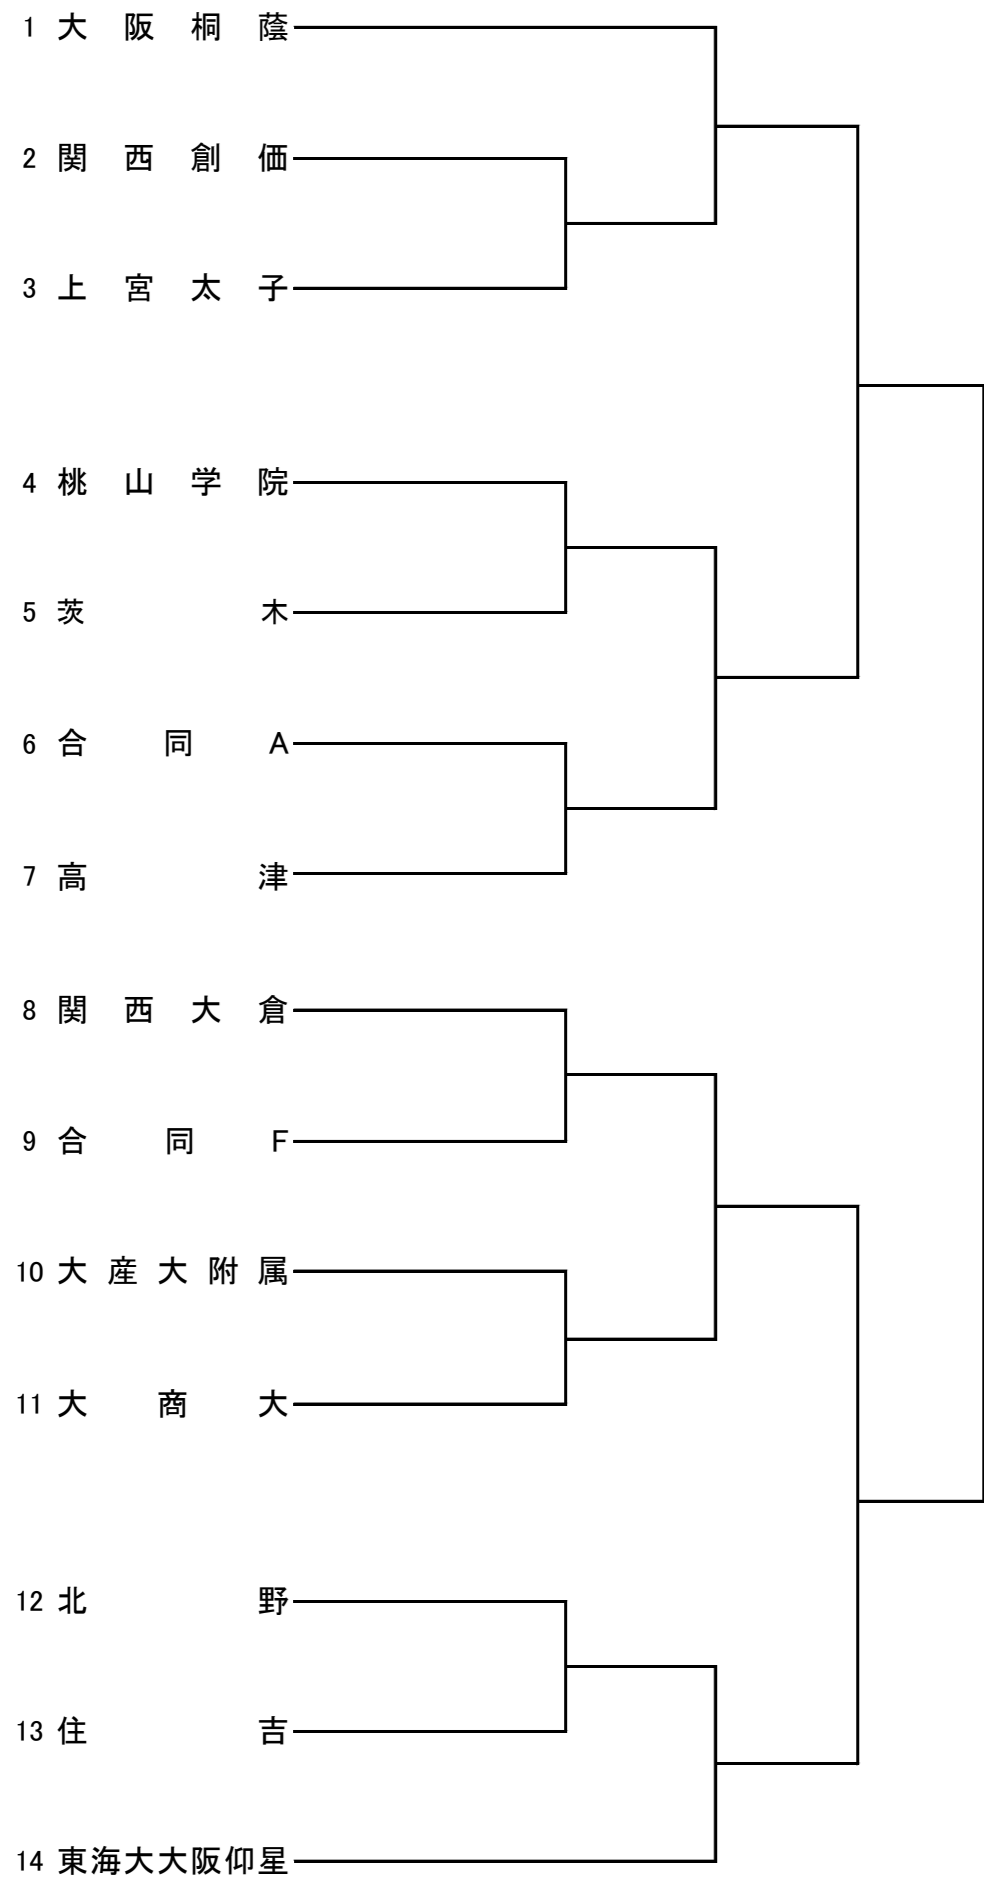 1 大阪桐蔭
2 関西創価
3 上宮太子
4 桃山学院
5 茨木
6 合同A
7 高津
8 関西大倉
9 合同F
10 大産大附属
11 大商大
12 北野
13 住吉
14 東海大大阪仰星